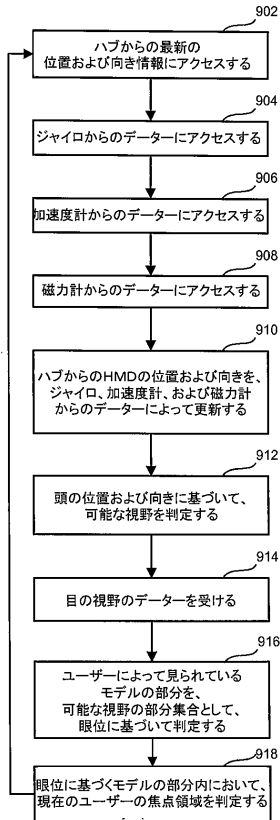 902
ハブからの最新の
位置および向き情報にアクセスする
904
ジャイロからのデーターにアクセスする
906
加速度計からのデーターにアクセスする
908
磁力計からのデーターにアクセスする
910
ハブからのHMDの位置および向きを、
ジャイロ、加速度計、および磁力計
からのデーターによって更新する
912
頭の位置および向きに基づいて、
可能な視野を判定する
914
目の視野のデーターを受ける
916
ユーザーによって見られている
モデルの部分を、
可能な視野の部分集合として、
眼位に基づいて判定する
918
眼位に基づくモデルの部分内において、
現在のユーザーの焦点領域を判定する